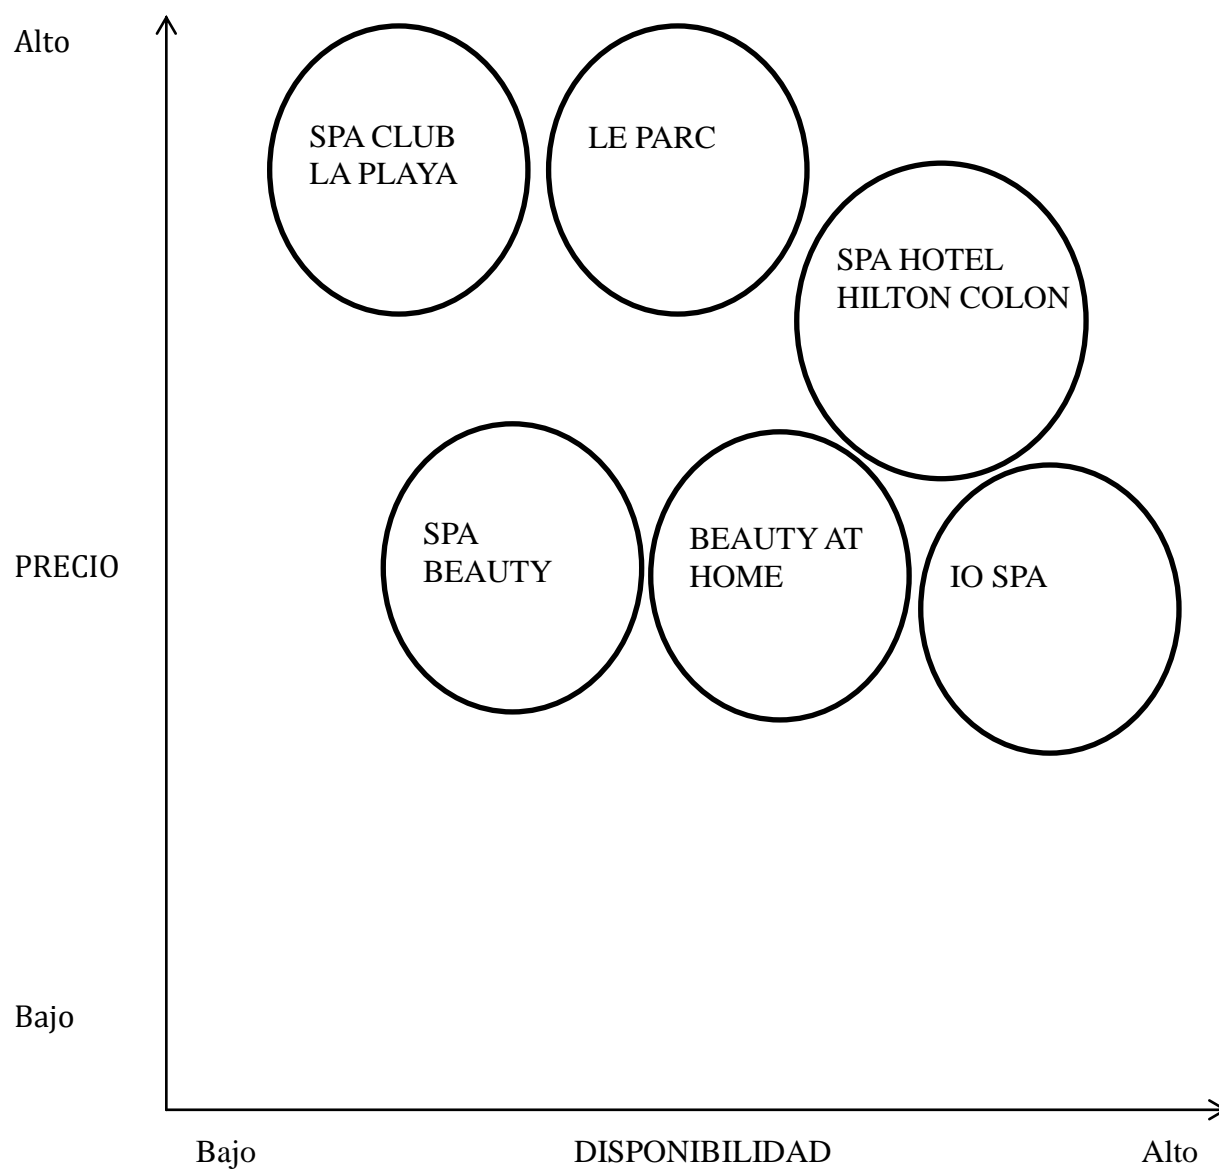 Alto
SPA CLUB
LA PLAYA
LE PARC
SPA HOTEL
HILTON COLON
PRECIO
SPA
BEAUTY
BEAUTY AT
HOME
IO SPA
Bajo
Bajo
DISPONIBILIDAD
Alto